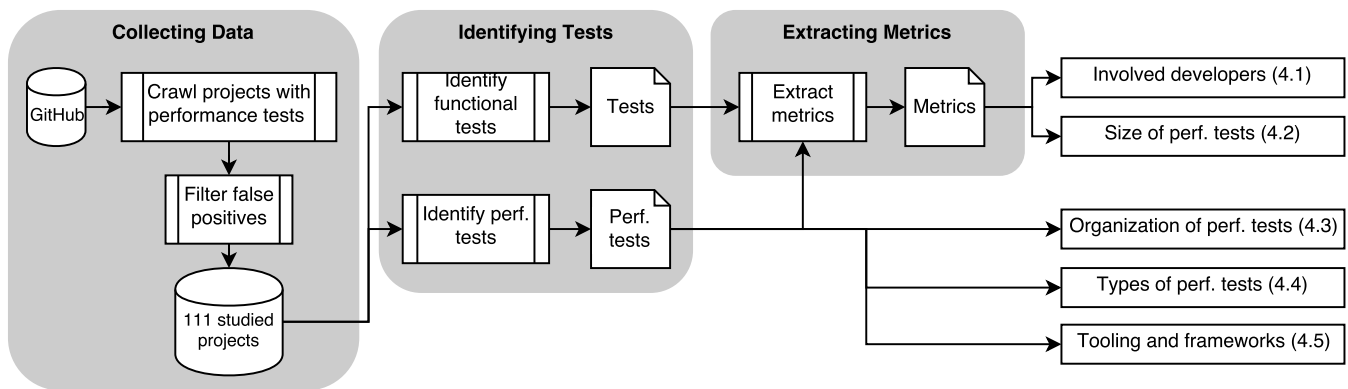 Collecting Data
GitHub
Crawl projects with
performance tests
Filter false
positives
111 studied
projects
Identifying Tests
Identify
functional
tests
Tests
Identify perf.
tests
Perf.
tests
Extracting Metrics
Extract
metrics
Metrics
Involved developers (4.1)
Size of perf. tests (4.2)
Organization of perf. tests (4.3)
Types of perf. tests (4.4)
Tooling and frameworks (4.5)